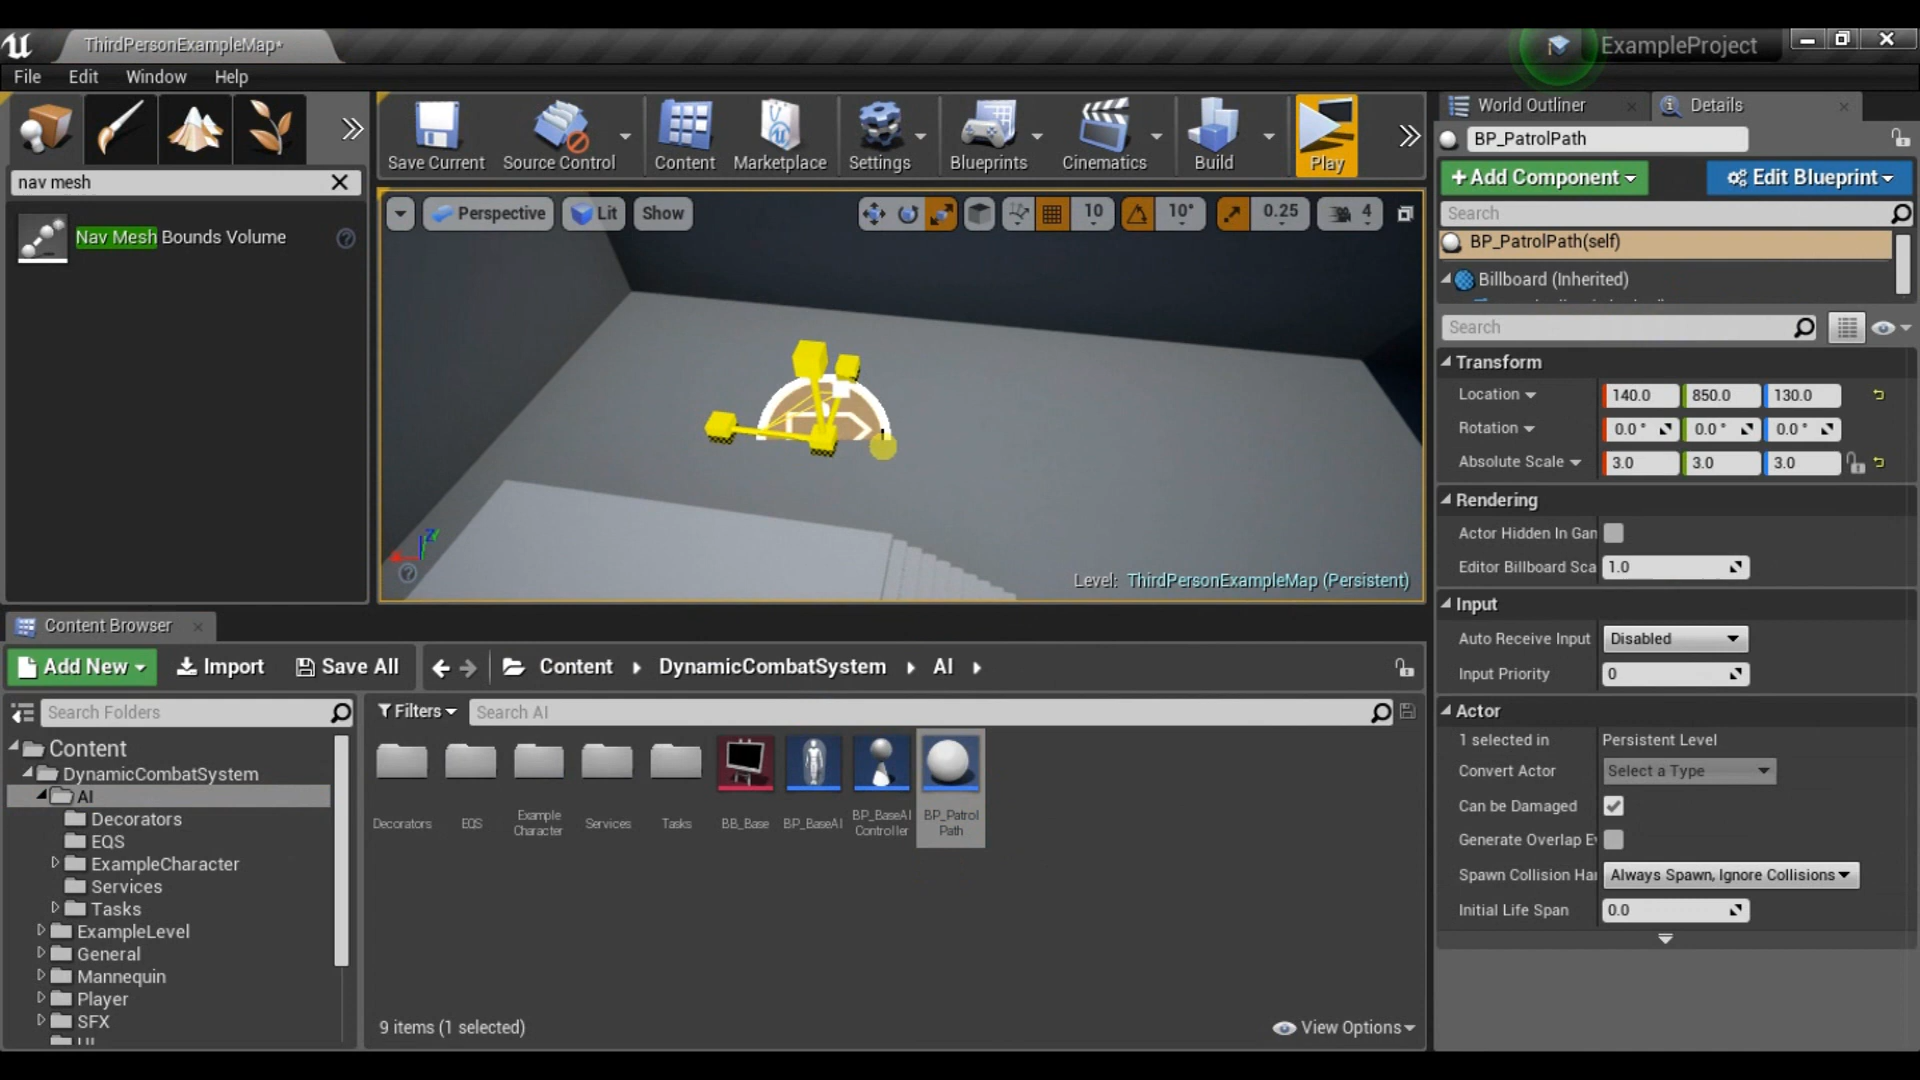 ThirdPersonExampleMap*
ExampleProject
File Edit Window Help
nav mesh
Nav Mesh Bounds Volume
Save Current Source Control Content Marketplace Settings Blueprints Cinematics Build Play
Perspective Lit Show 10 10° 0.25 4
Level: ThirdPersonExampleMap (Persistent)
World Outliner Details
BP_PatrolPath
+Add Component Edit Blueprint
Search
BP_PatrolPath(self)
Billboard (Inherited)
Search
Transform
Location 140.0 850.0 130.0
Rotation 0.0° 0.0° 0.0°
Absolute Scale 3.0 3.0 3.0
Rendering
Actor Hidden In Gan
Editor Billboard Sca 1.0
Input
Auto Receive Input Disabled
Input Priority 0
Actor
1 selected in Persistent Level
Convert Actor Select a Type
Can be Damaged
Generate Overlap E
Spawn Collision Ha Always Spawn, Ignore Collisions
Initial Life Span 0.0
Content Browser
Add New Import Save All Content DynamicCombatSystem AI
Search Folders
Filters Search AI
Content
DynamicCombatSystem
AI
Decorators
EQS
ExampleCharacter
Services
Tasks
ExampleLevel
General
Mannequin
Player
SFX
Decorators
EQS
Example
Character
Services
Tasks
BB_Base
BP_BaseAI
BP_BaseAI
Controller
BP_Patrol
Path
9 items (1 selected)
View Options